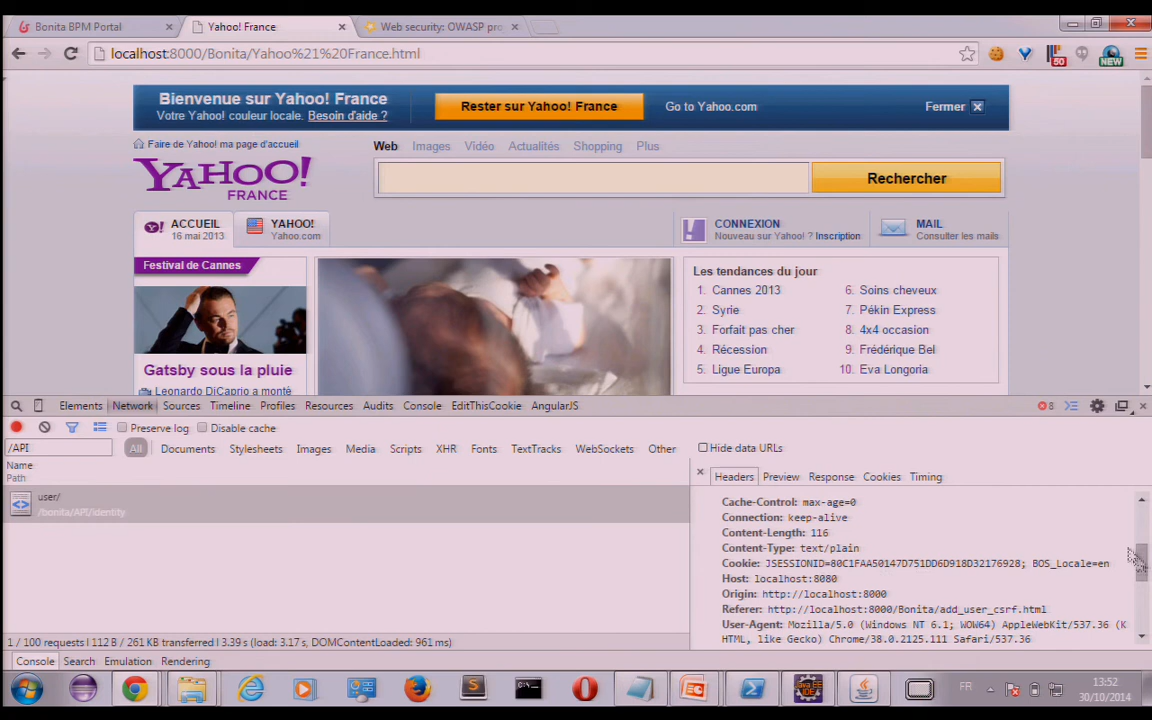 Bonita BPM Portal
Yahoo! France
Web security: OWASP pro
localhost:8000/Bonita/Yahoo%21%20France.html
50
NEW
Bienvenue sur Yahoo! France
Votre Yahoo! couleur locale. Besoin d'aide ?
Rester sur Yahoo! France
Go to Yahoo.com
Fermer
Faire de Yahoo! ma page d'accueil
Web Images Vidéo Actualités Shopping Plus
YAHOO!
FRANCE
Rechercher
Y! ACCUEIL
16 mai 2013
YAHOO!
Yahoo.com
CONNEXION
Nouveau sur Yahoo! ? Inscription
MAIL
Consulter les mails
Festival de Cannes
Gatsby sous la pluie
Leonardo DiCaprio a monté
Les tendances du jour
1. Cannes 2013
2. Syrie
3. Forfait pas cher
4. Récession
5. Ligue Europa
6. Soins cheveux
7. Pékin Express
8. 4x4 occasion
9. Frédérique Bel
10. Eva Longoria
Elements Network Sources Timeline Profiles Resources Audits Console EditThisCookie AngularJS
8
Preserve log Disable cache
/API
All Documents Stylesheets Images Media Scripts XHR Fonts TextTracks WebSockets Other Hide data URLs
Name
Path
user/
/bonita/API/identity
Headers Preview Response Cookies Timing
Cache-Control: max-age=0
Connection: keep-alive
Content-Length: 116
Content-Type: text/plain
Cookie: JSESSIONID=80C1FAA50147D751DD6D918D32176928; BOS_Locale=en
Host: localhost:8080
Origin: http://localhost:8000
Referer: http://localhost:8000/Bonita/add_user_csrf.html
User-Agent: Mozilla/5.0 (Windows NT 6.1; WOW64) AppleWebKit/537.36 (K
HTML, like Gecko) Chrome/38.0.2125.111 Safari/537.36
1 / 100 requests | 112 B / 261 KB transferred | 3.39 s (load: 3.17 s, DOMContentLoaded: 961 ms)
Console Search Emulation Rendering
FR
13:52
30/10/2014